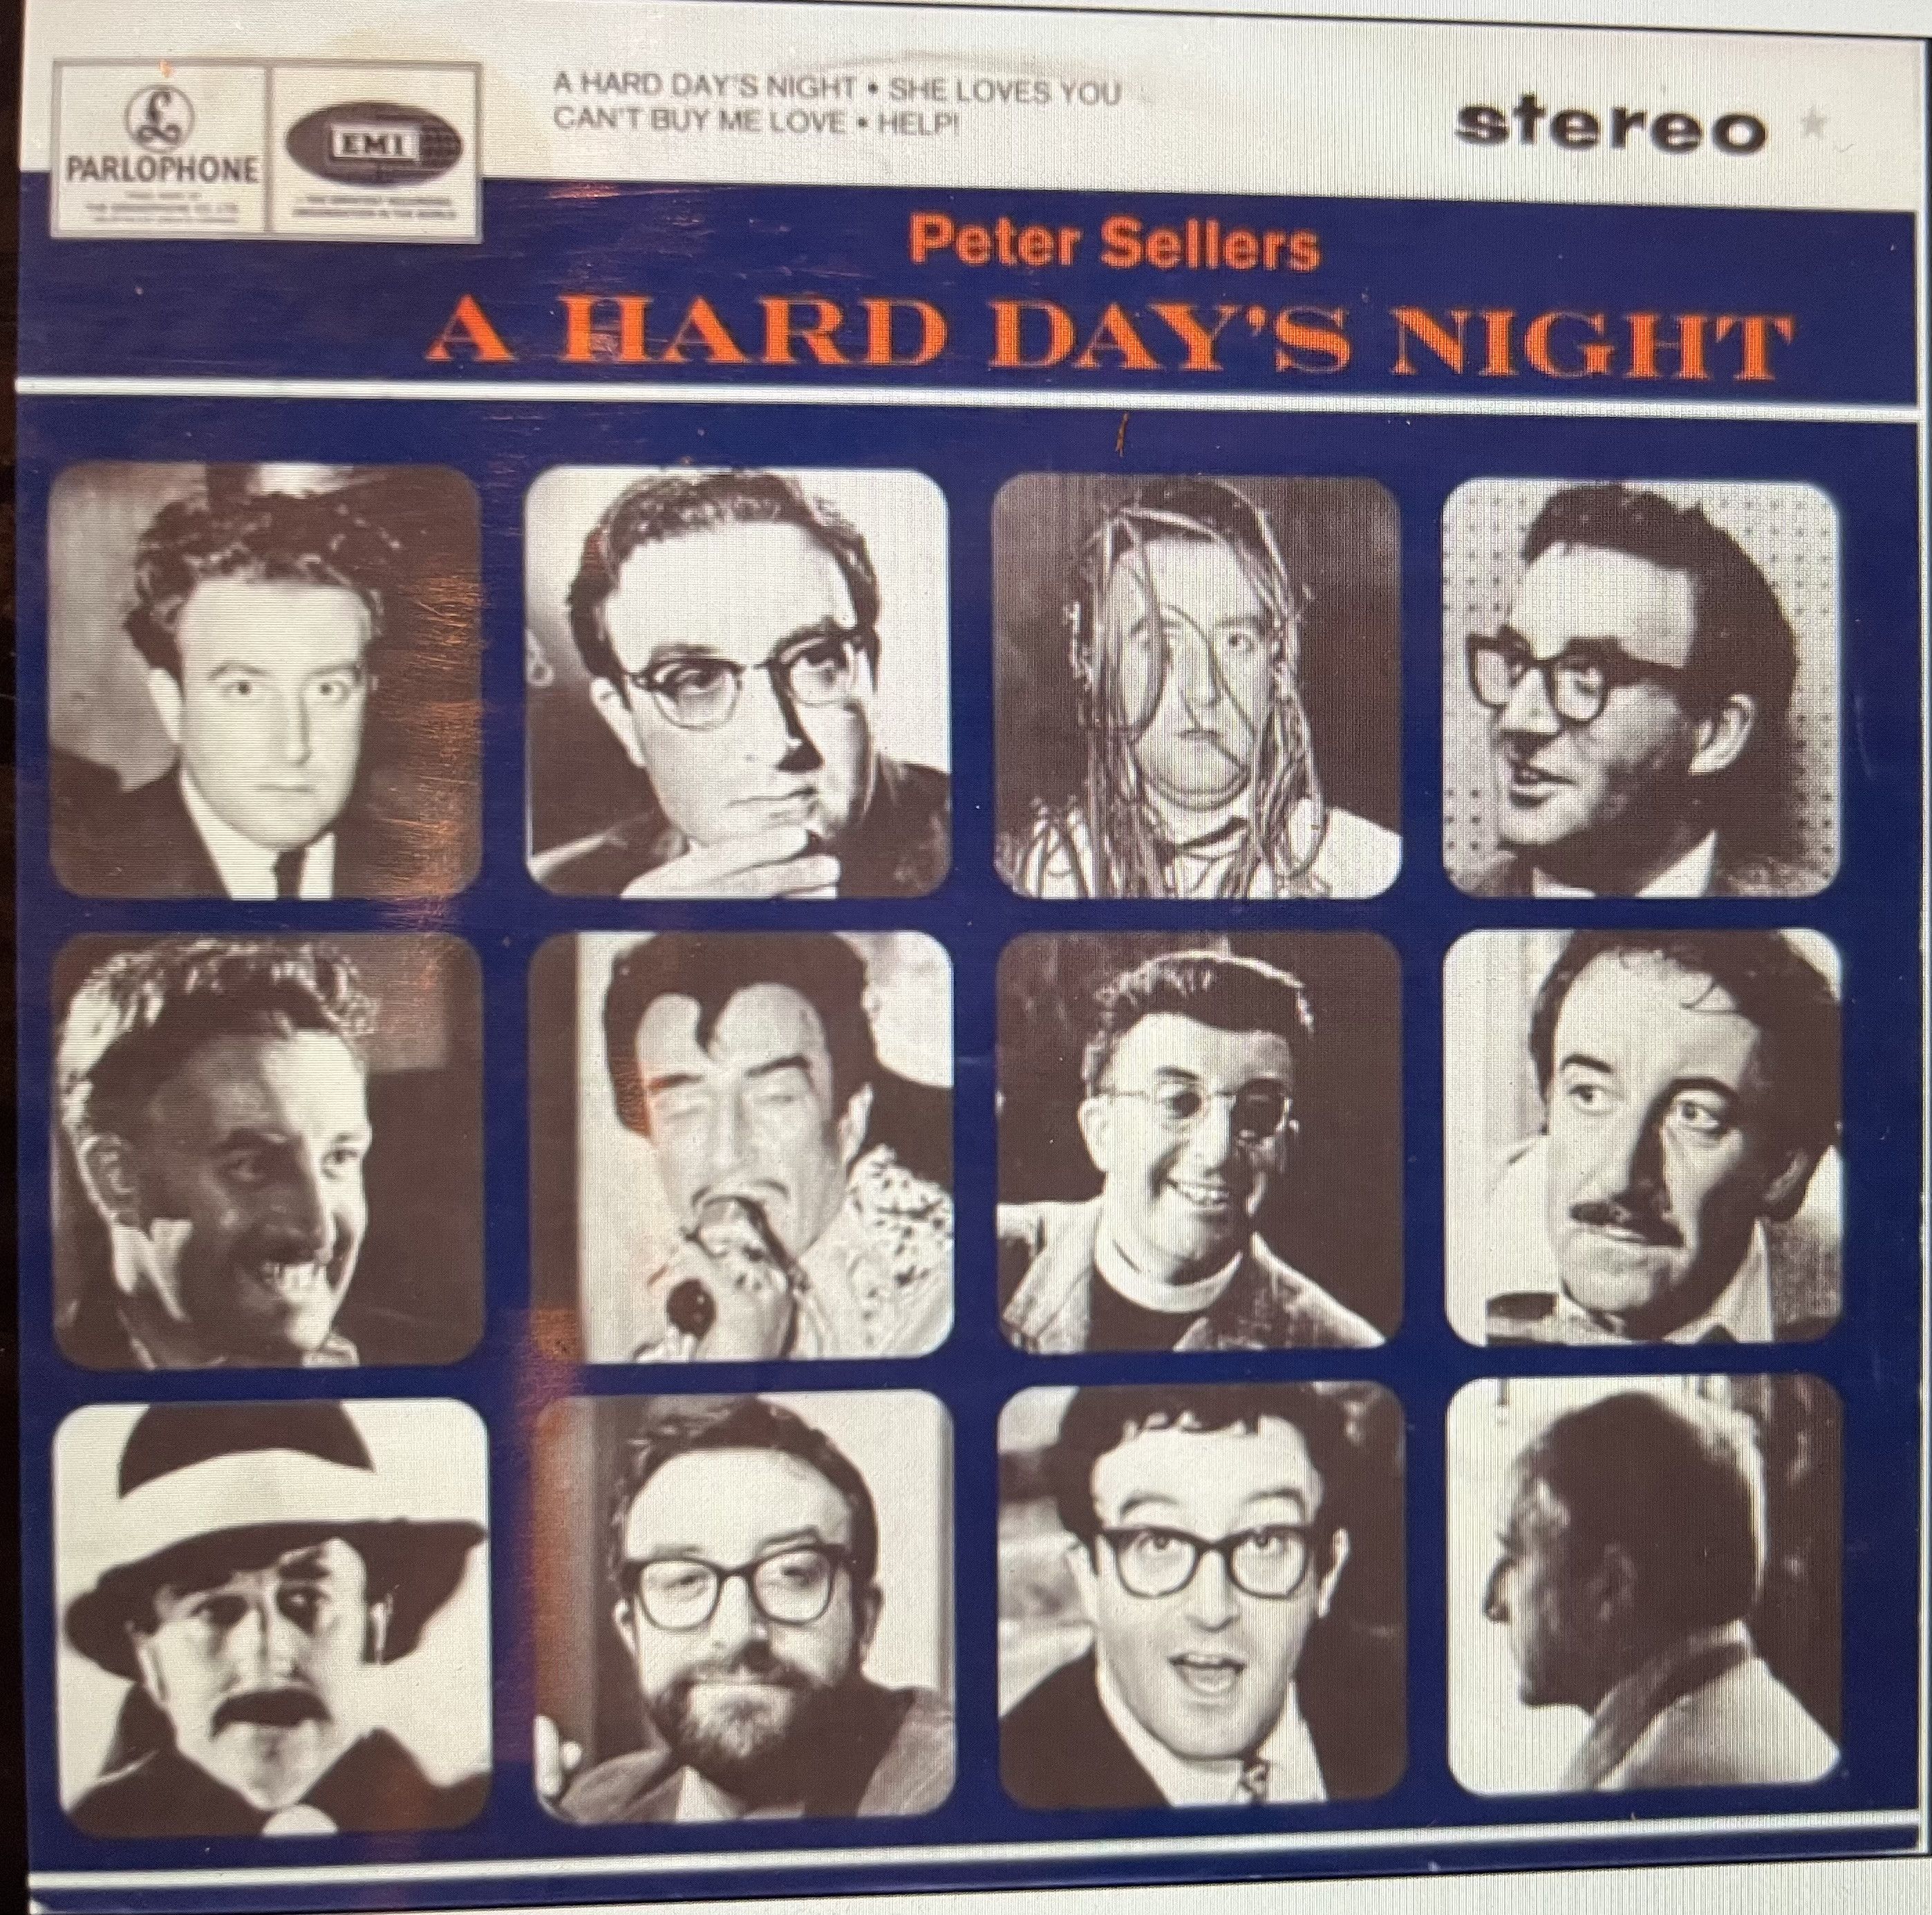 £
PARLOPHONE
EMI
A HARD DAY'S NIGHT • SHE LOVES YOU
CAN'T BUY ME LOVE • HELP!
stereo
Peter Sellers
A HARD DAY'S NIGHT